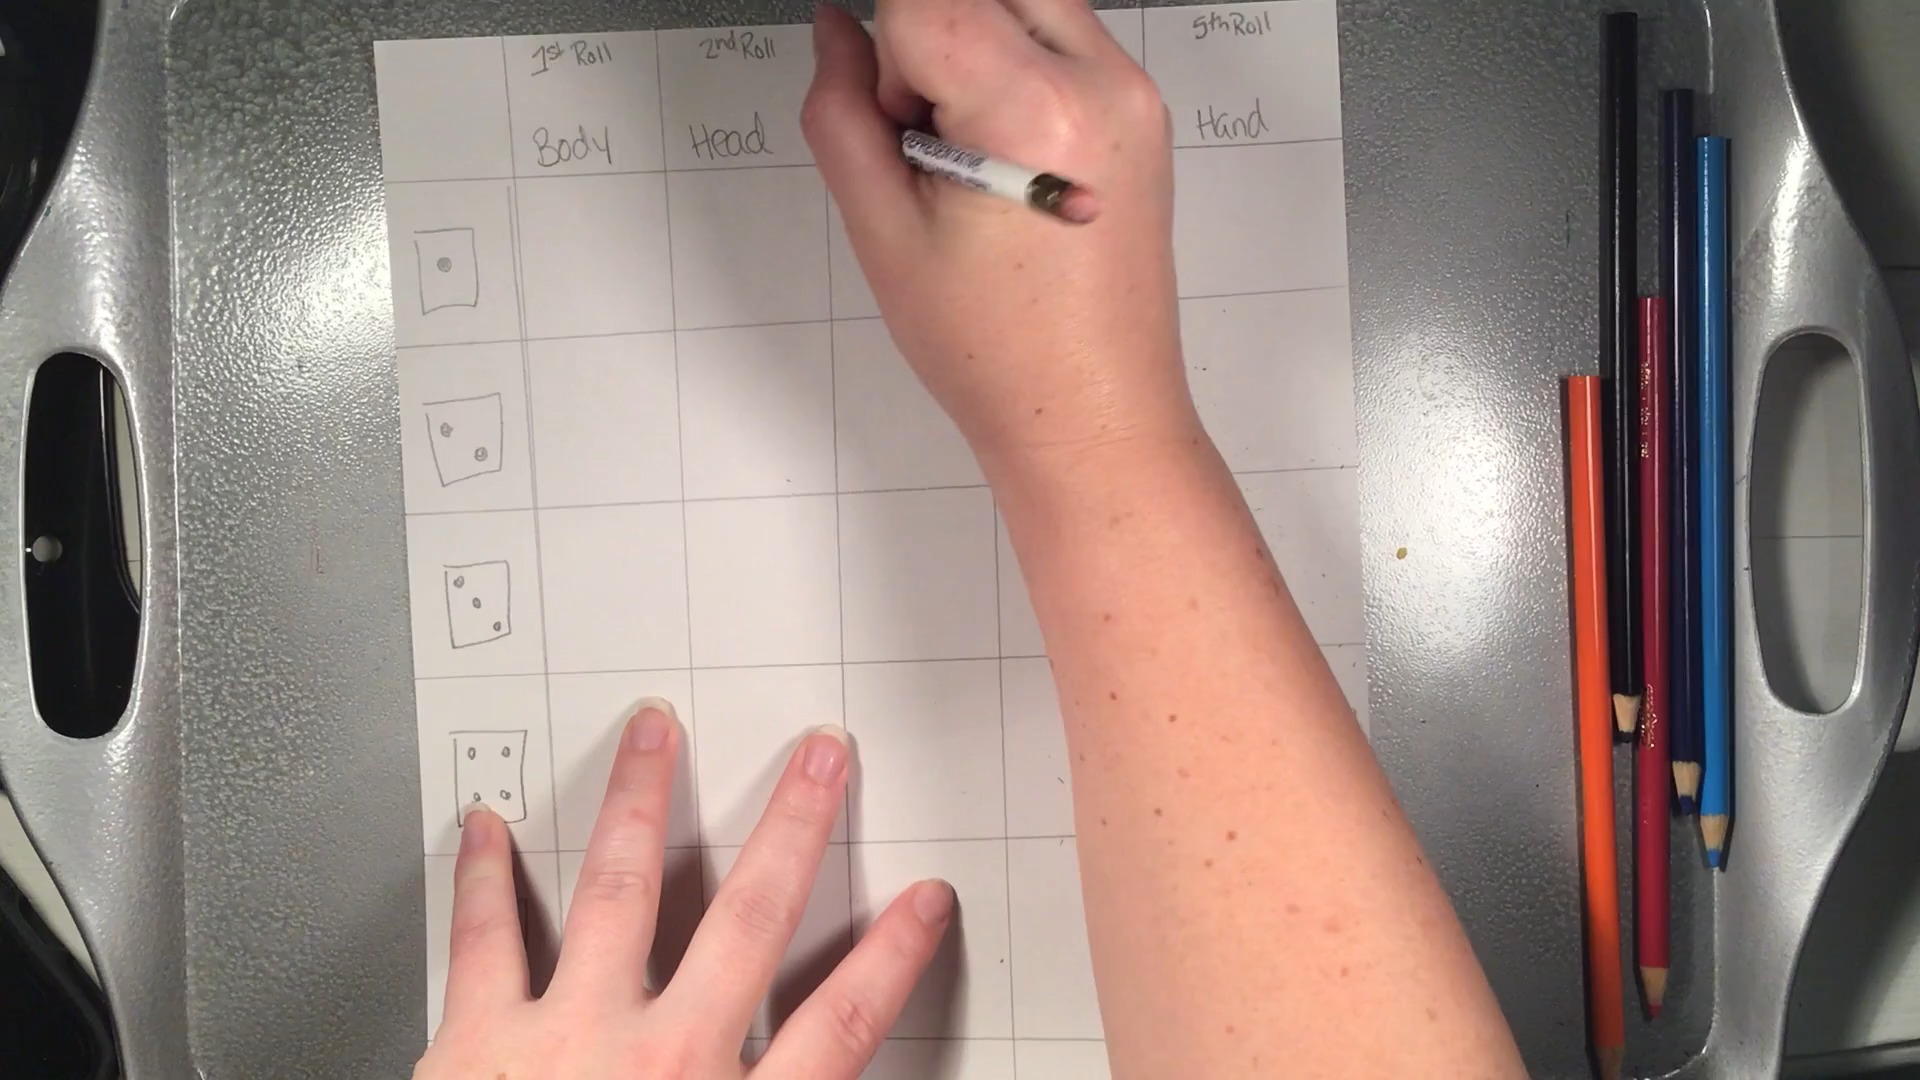 1st Roll
2nd Roll
5th Roll
Body
Head
Hand